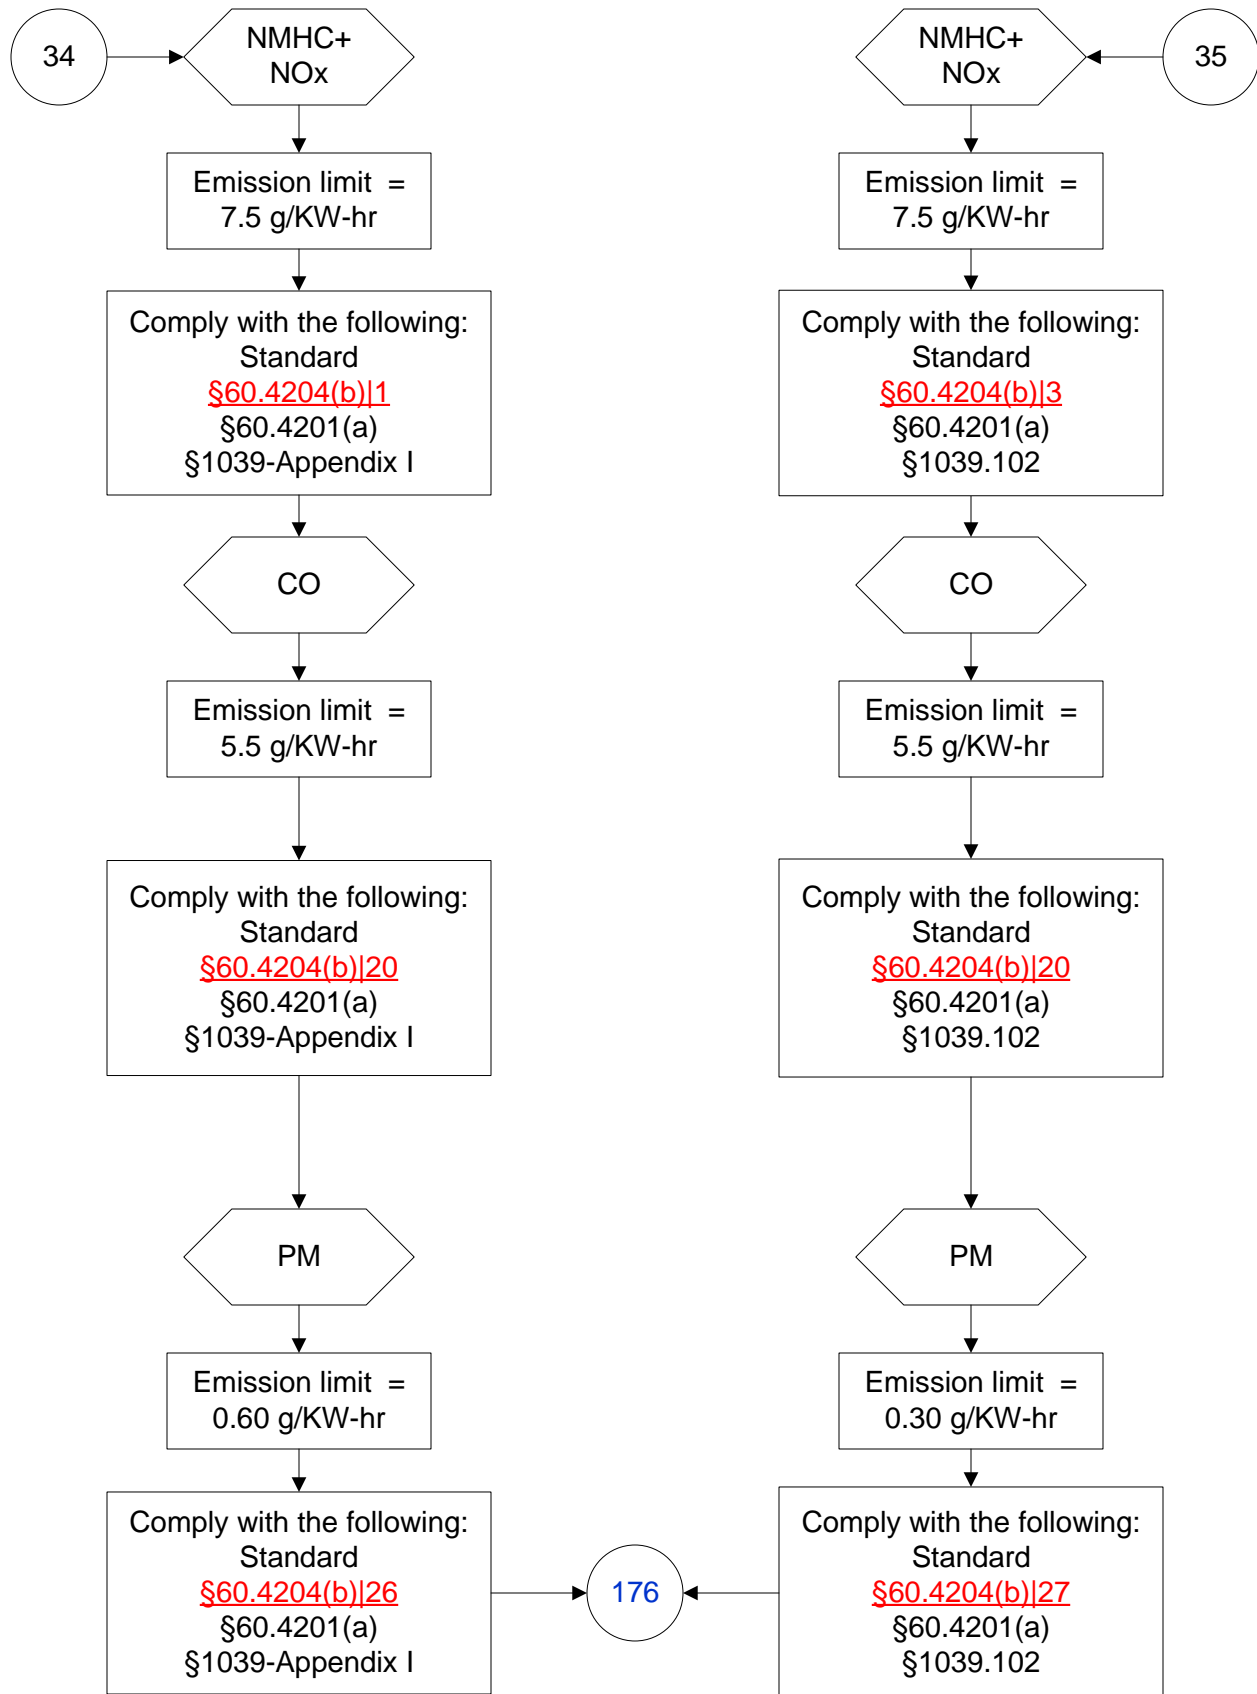 34
NMHC+
NOx
Emission limit =
7.5 g/KW-hr
Comply with the following:
Standard
§60.4204(b)|1
§60.4201(a)
§1039-Appendix I
CO
Emission limit =
5.5 g/KW-hr
Comply with the following:
Standard
§60.4204(b)|20
§60.4201(a)
§1039-Appendix I
PM
Emission limit =
0.60 g/KW-hr
Comply with the following:
Standard
§60.4204(b)|26
§60.4201(a)
§1039-Appendix I
NMHC+
NOx
35
Emission limit =
7.5 g/KW-hr
Comply with the following:
Standard
§60.4204(b)|3
§60.4201(a)
§1039.102
CO
Emission limit =
5.5 g/KW-hr
Comply with the following:
Standard
§60.4204(b)|20
§60.4201(a)
§1039.102
PM
Emission limit =
0.30 g/KW-hr
Comply with the following:
Standard
§60.4204(b)|27
§60.4201(a)
§1039.102
176